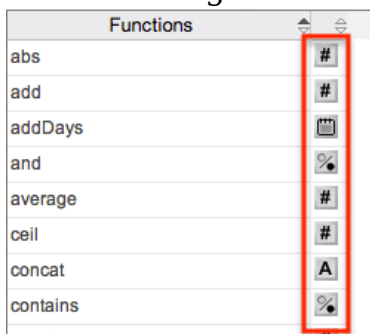 Functions
abs #
add #
addDays
and
average #
ceil #
concat A
contains